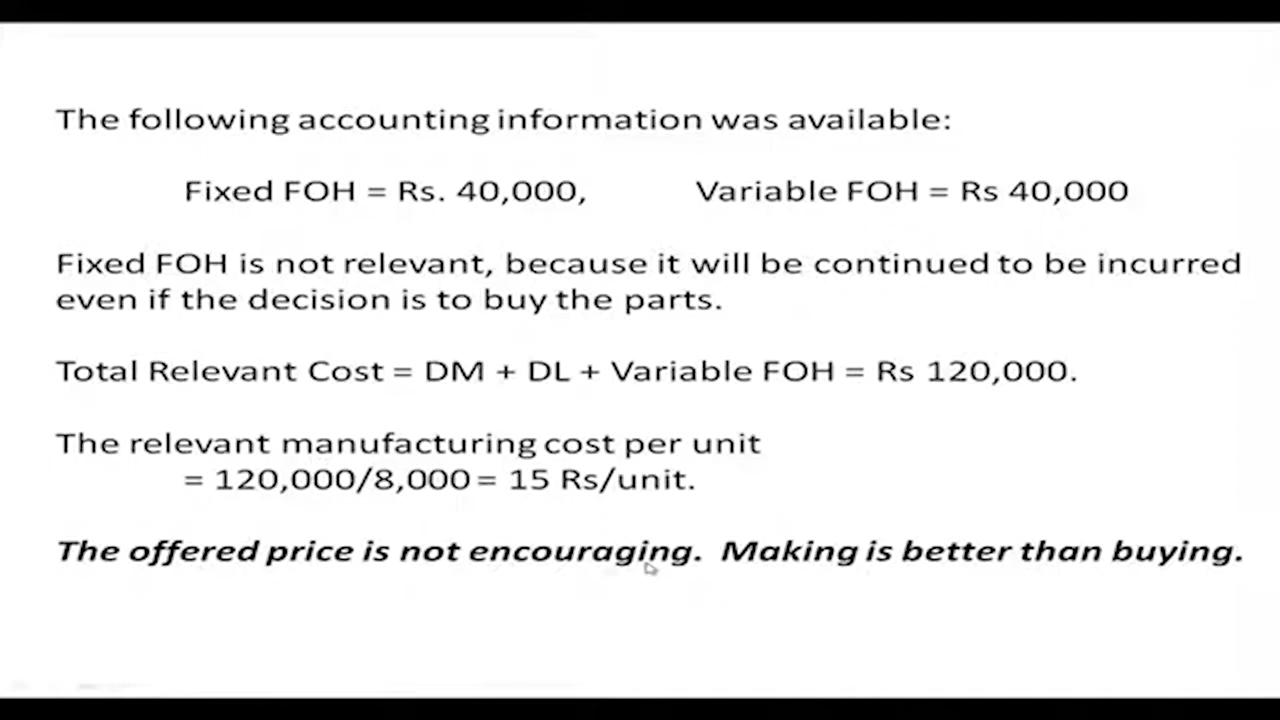 The following accounting information was available:
Fixed FOH = Rs. 40,000, Variable FOH = Rs 40,000
Fixed FOH is not relevant, because it will be continued to be incurred
even if the decision is to buy the parts.
Total Relevant Cost = DM + DL + Variable FOH = Rs 120,000.
The relevant manufacturing cost per unit
= 120,000/8,000 = 15 Rs/unit.
The offered price is not encouraging. Making is better than buying.